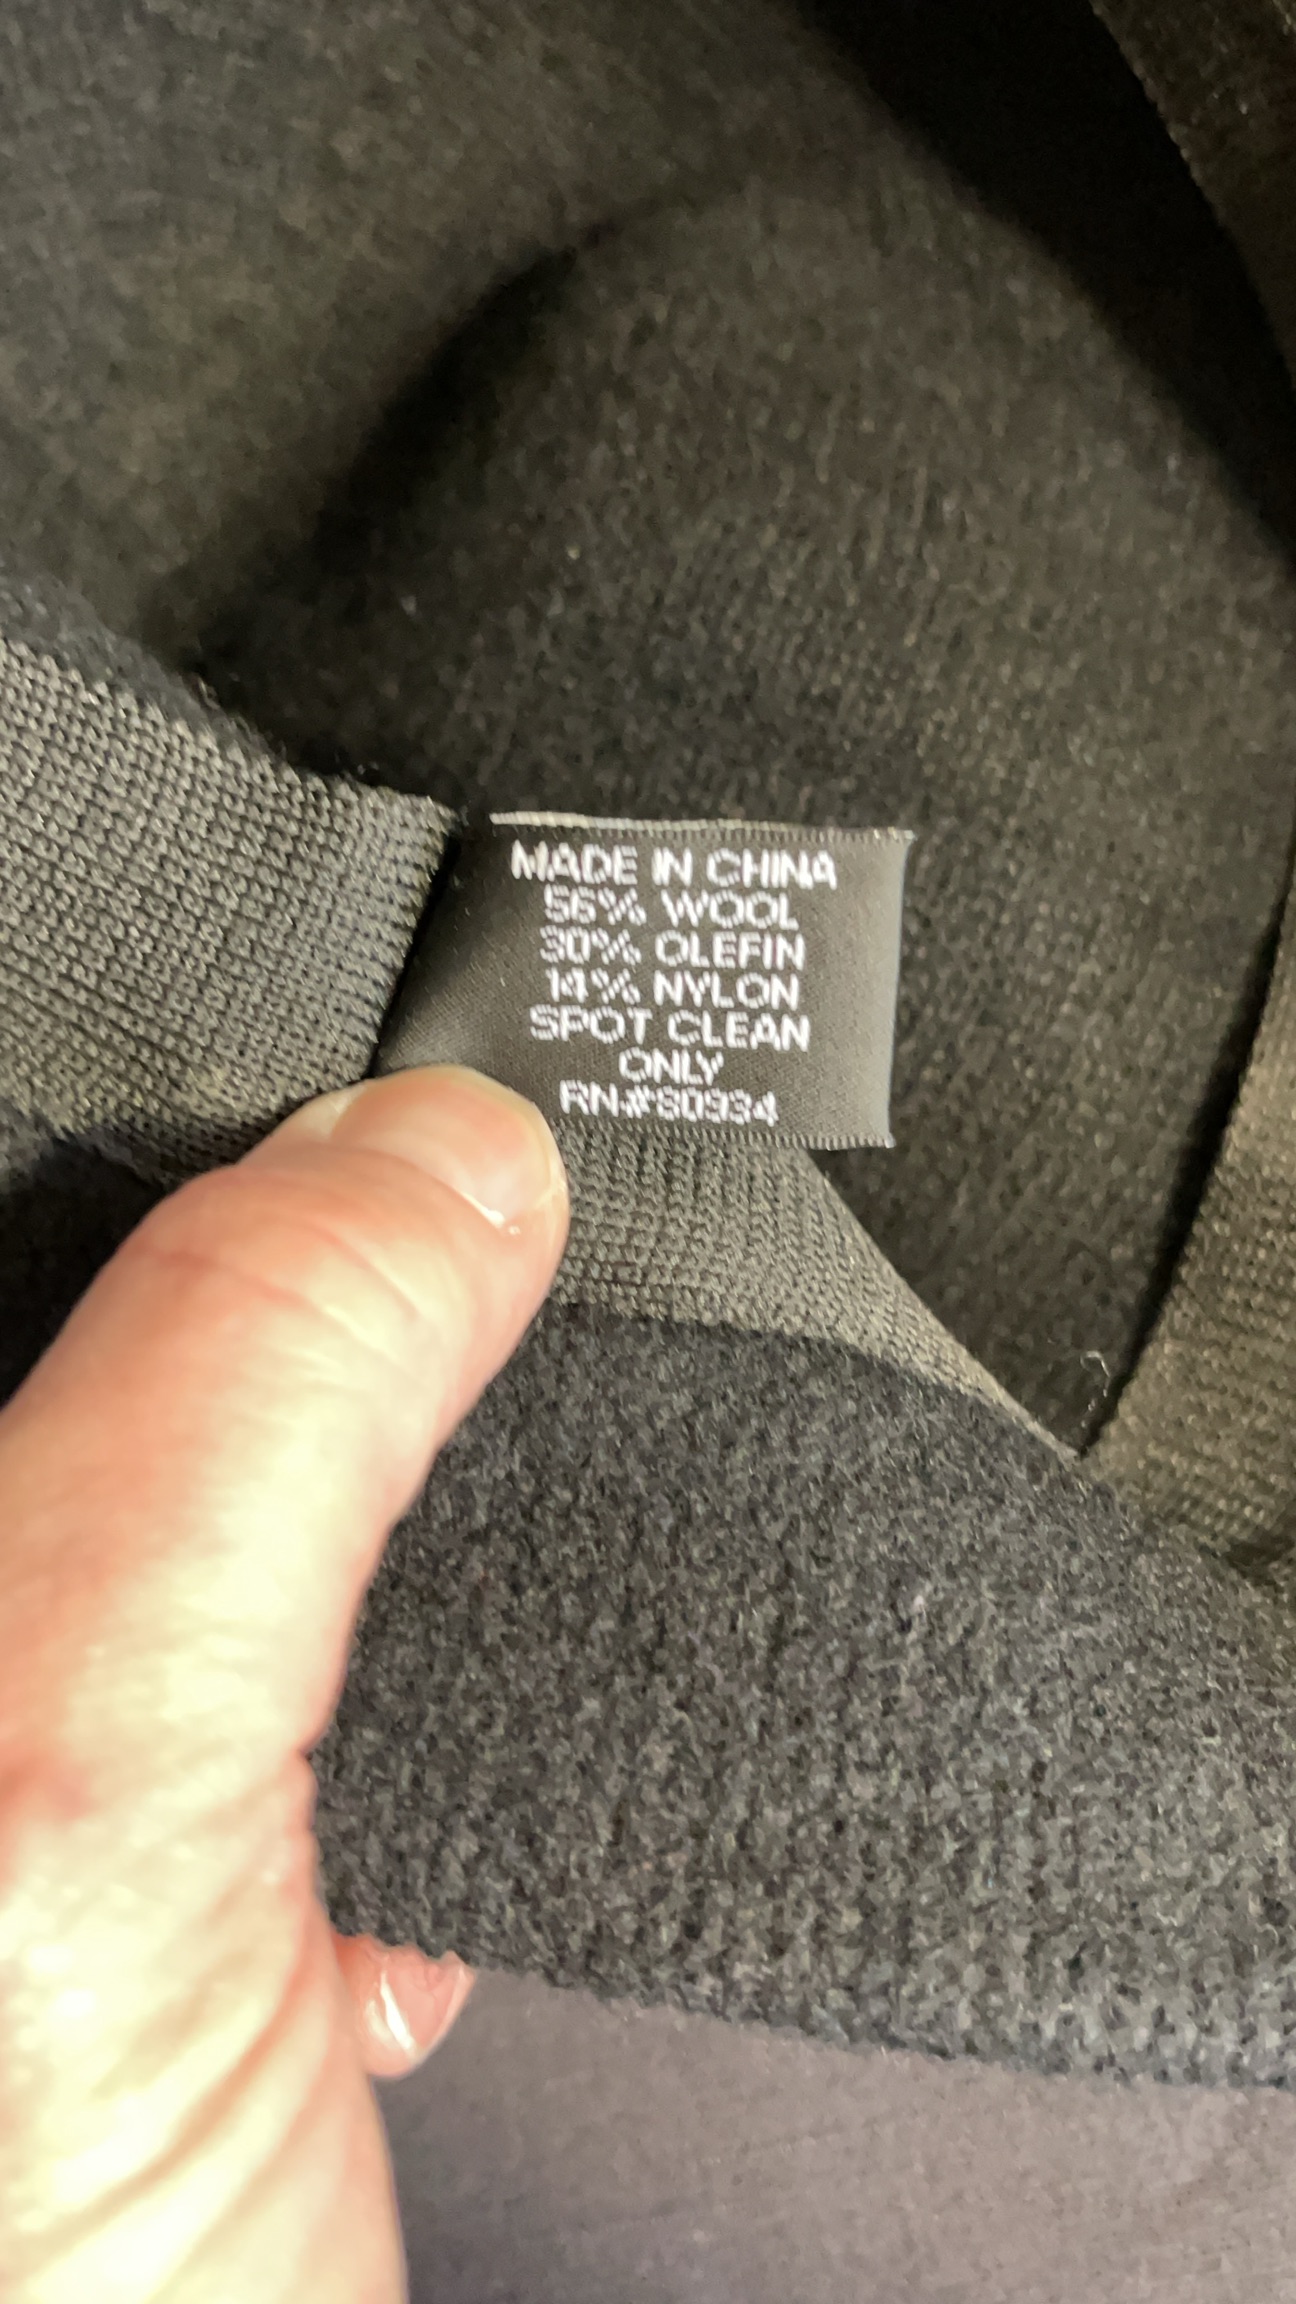 MADE IN CHINA
56% WOOL
30% OLEFIN
14% NYLON
SPOT CLEAN
ONLY
RN#80934